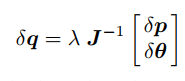 δq = λ J⁻¹ [δp
δθ]